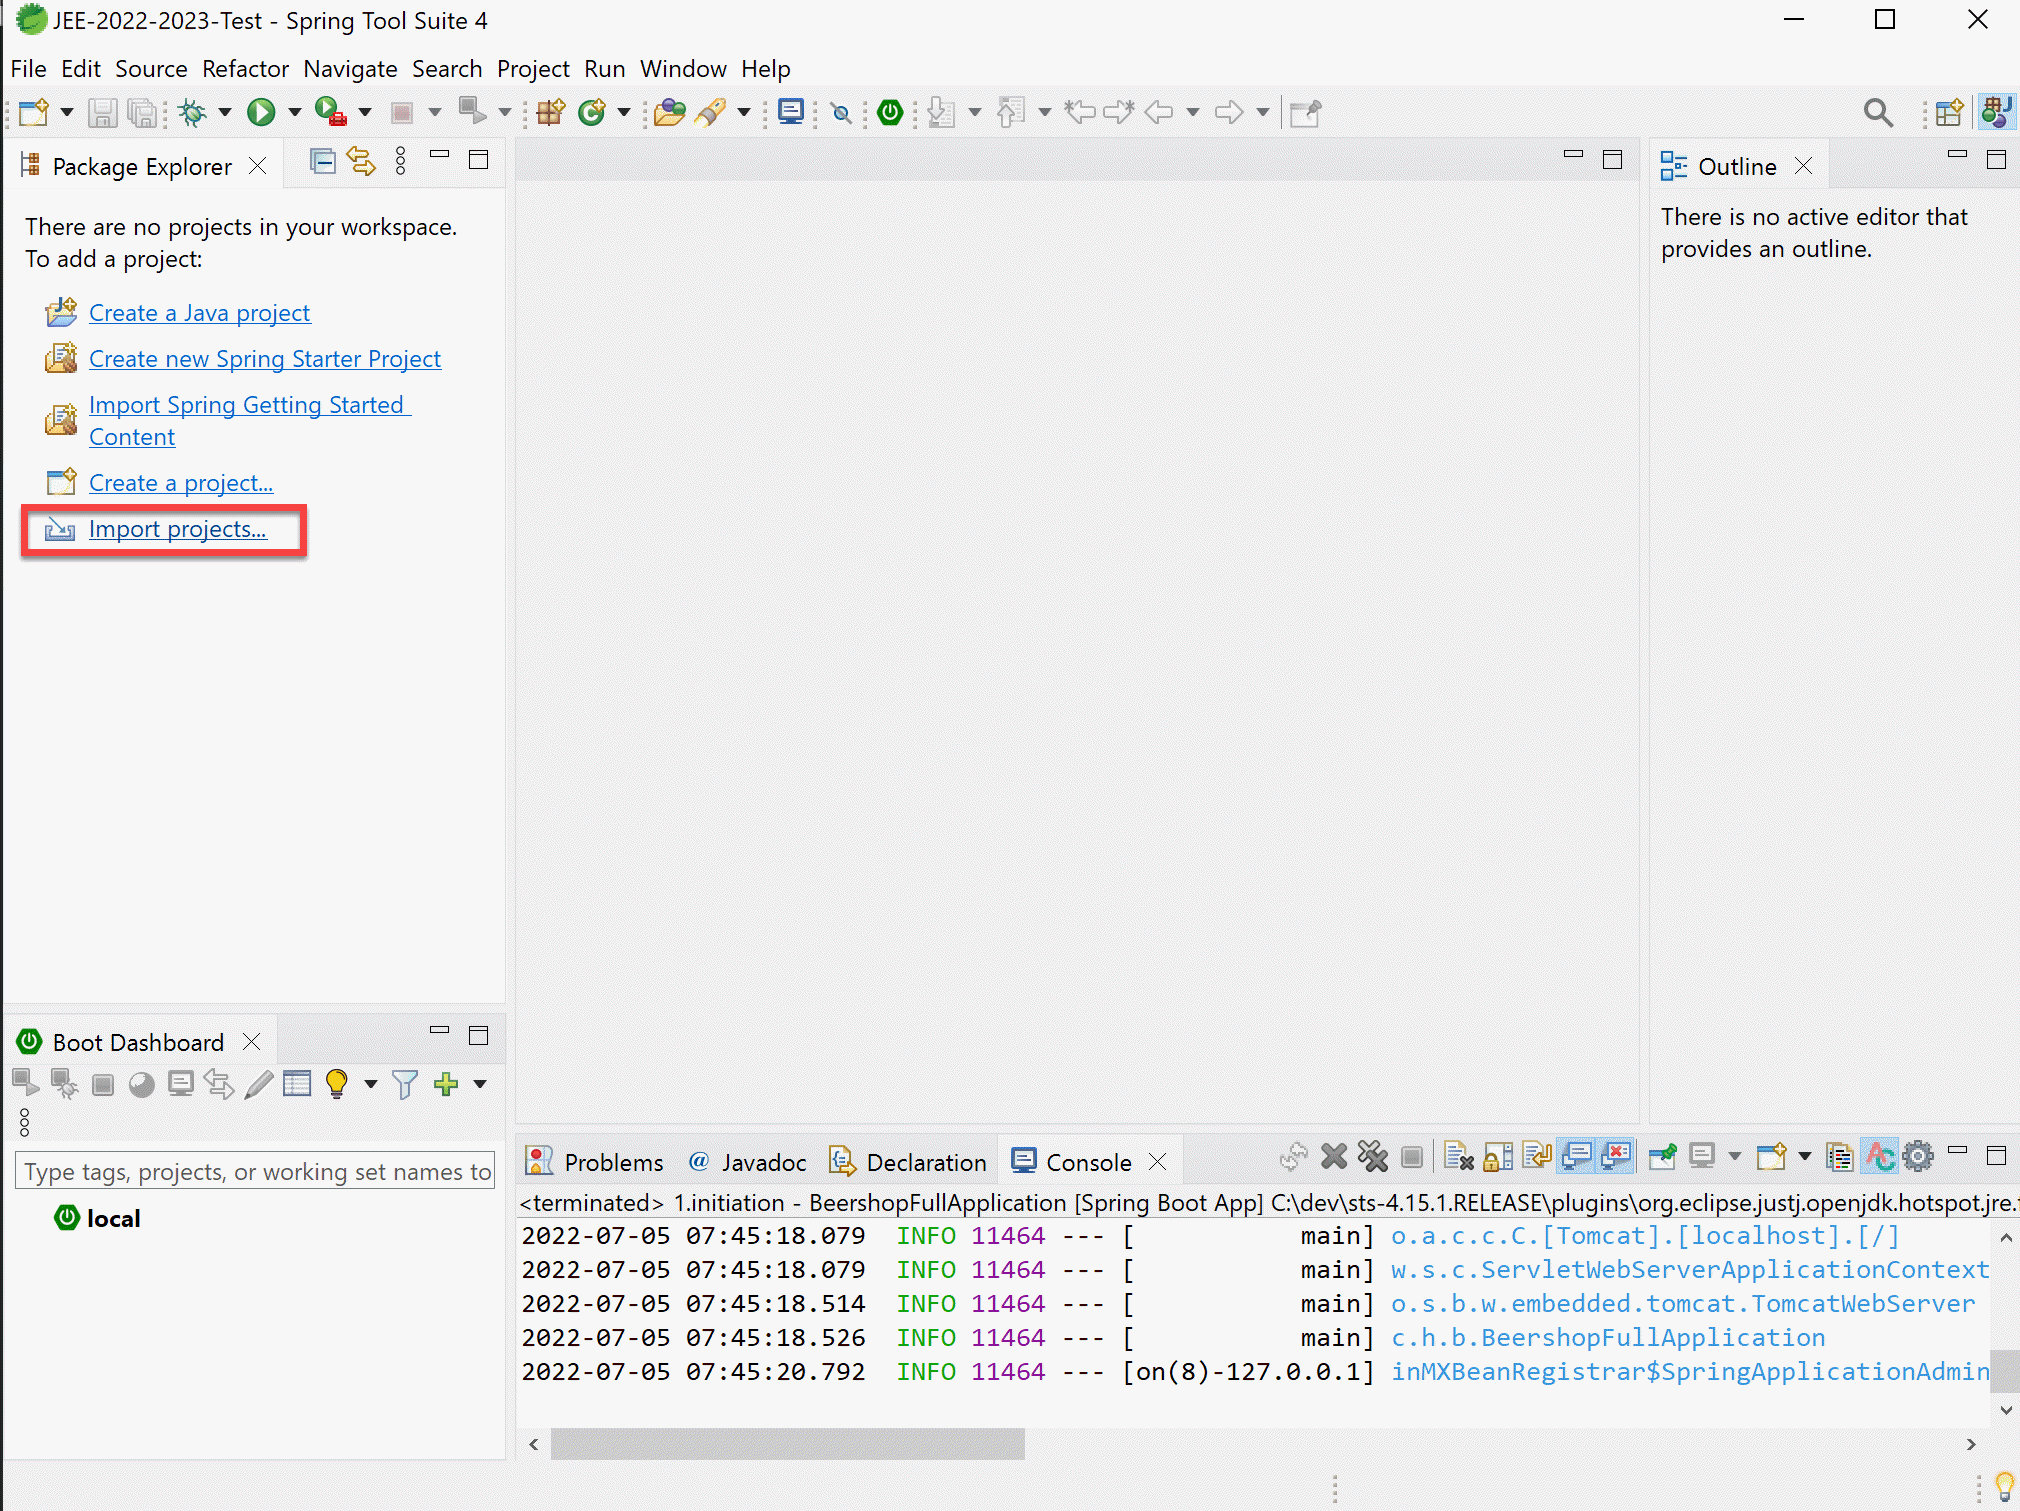 JEE-2022-2023-Test - Spring Tool Suite 4
File Edit Source Refactor Navigate Search Project Run Window Help
Package Explorer
There are no projects in your workspace.
To add a project:
Create a Java project
Create new Spring Starter Project
Import Spring Getting Started
Content
Create a project...
Import projects...
Outline
There is no active editor that
provides an outline.
Boot Dashboard
Type tags, projects, or working set names to
local
Problems @ Javadoc Declaration Console
<terminated> 1.initiation - BeershopFullApplication [Spring Boot App] C:\dev\sts-4.15.1.RELEASE\plugins\org.eclipse.justj.openjdk.hotspot.jre.
2022-07-05 07:45:18.079  INFO 11464 --- [           main] o.a.c.c.C.[Tomcat].[localhost].[/]
2022-07-05 07:45:18.079  INFO 11464 --- [           main] w.s.c.ServletWebServerApplicationContext
2022-07-05 07:45:18.514  INFO 11464 --- [           main] o.s.b.w.embedded.tomcat.TomcatWebServer
2022-07-05 07:45:18.526  INFO 11464 --- [           main] c.h.b.BeershopFullApplication
2022-07-05 07:45:20.792  INFO 11464 --- [on(8)-127.0.0.1] inMXBeanRegistrar$SpringApplicationAdmin